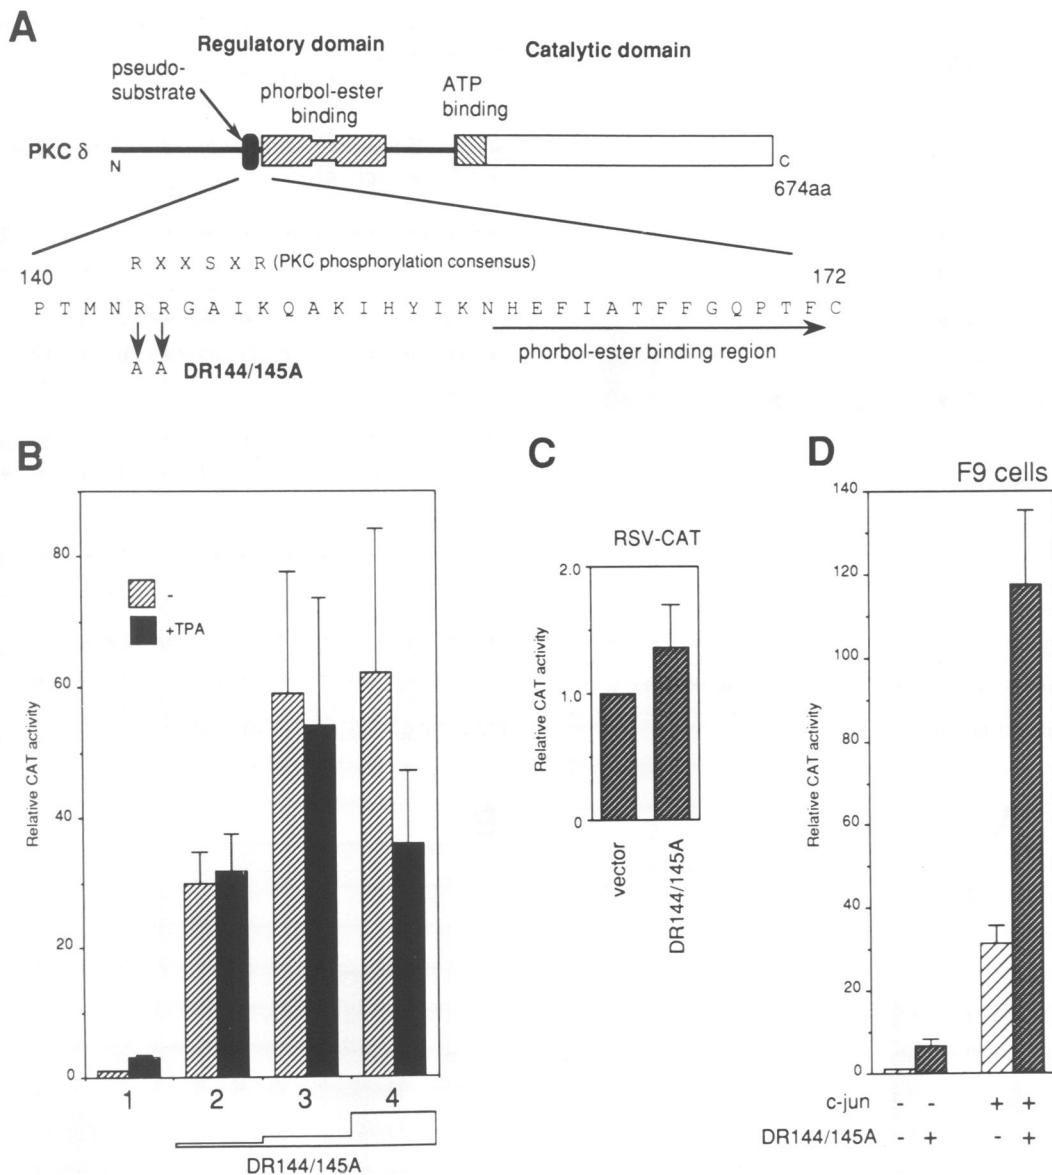 A
Regulatory domain
Catalytic domain
pseudo-
substrate
phorbol-ester
binding
ATP
binding
PKC δ
N
C
674aa
R X X S X R (PKC phosphorylation consensus)
140
172
P T M N R R G A I K Q A K I H Y I K N H E F I A T F F G Q P T F C
phorbol-ester binding region
A A DR144/145A
B
Relative CAT activity
80
60
40
20
0
-
+TPA
1 2 3 4
DR144/145A
C
RSV-CAT
Relative CAT activity
2.0
1.0
0
vector
DR144/145A
D
F9 cells
Relative CAT activity
140
120
100
80
60
40
20
0
c-jun - - + +
DR144/145A - + - +